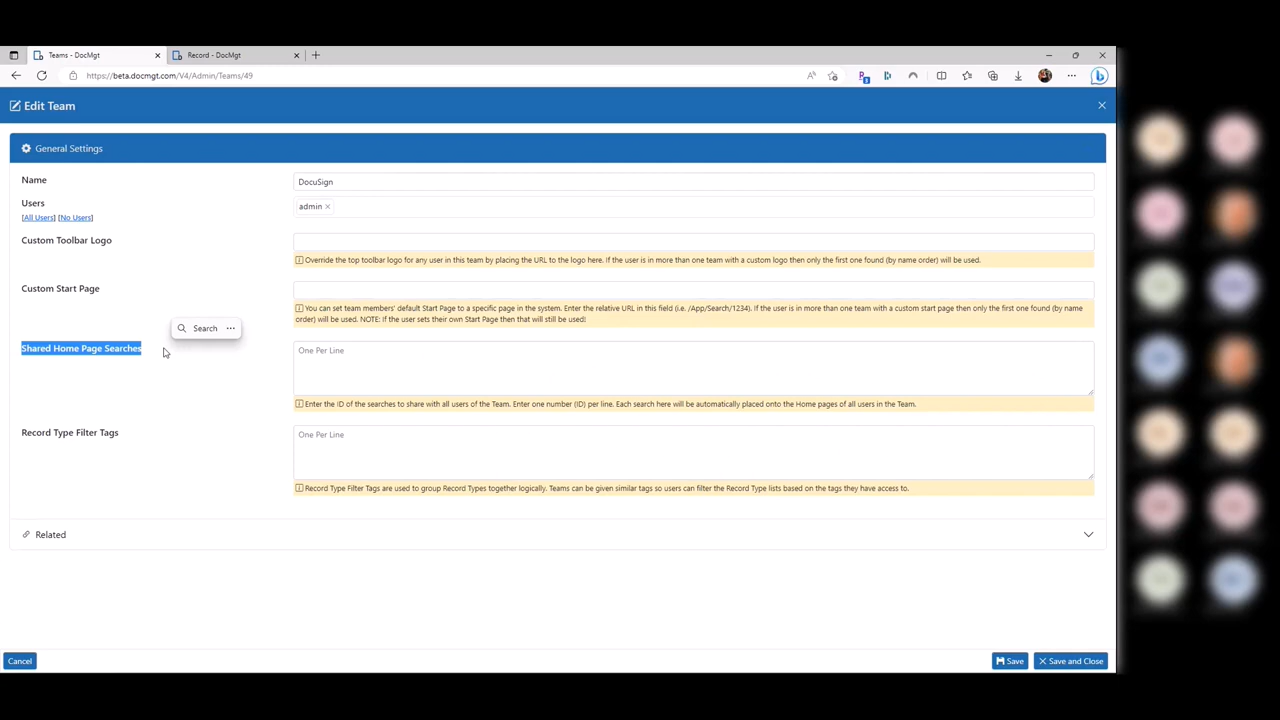 Teams - DocMgt
Record - DocMgt
https://beta.docmgt.com/V4/Admin/Teams/49
Edit Team
General Settings
Name
DocuSign
Users
[All Users] [No Users]
admin ×
Custom Toolbar Logo
Override the top toolbar logo for any user in this team by placing the URL to the logo here. If the user is in more than one team with a custom logo then only the first one found (by name order) will be used.
Custom Start Page
You can set team members' default Start Page to a specific page in the system. Enter the relative URL in this field (i.e. /App/Search/1234). If the user is in more than one team with a custom start page then only the first one found (by name
order) will be used. NOTE: If the user sets their own Start Page then that will still be used!
Search ···
Shared Home Page Searches
One Per Line
Enter the ID of the searches to share with all users of the Team. Enter one number (ID) per line. Each search here will be automatically placed onto the Home pages of all users in the Team.
Record Type Filter Tags
One Per Line
Record Type Filter Tags are used to group Record Types together logically. Teams can be given similar tags so users can filter the Record Type lists based on the tags they have access to.
Related
Cancel
Save
Save and Close